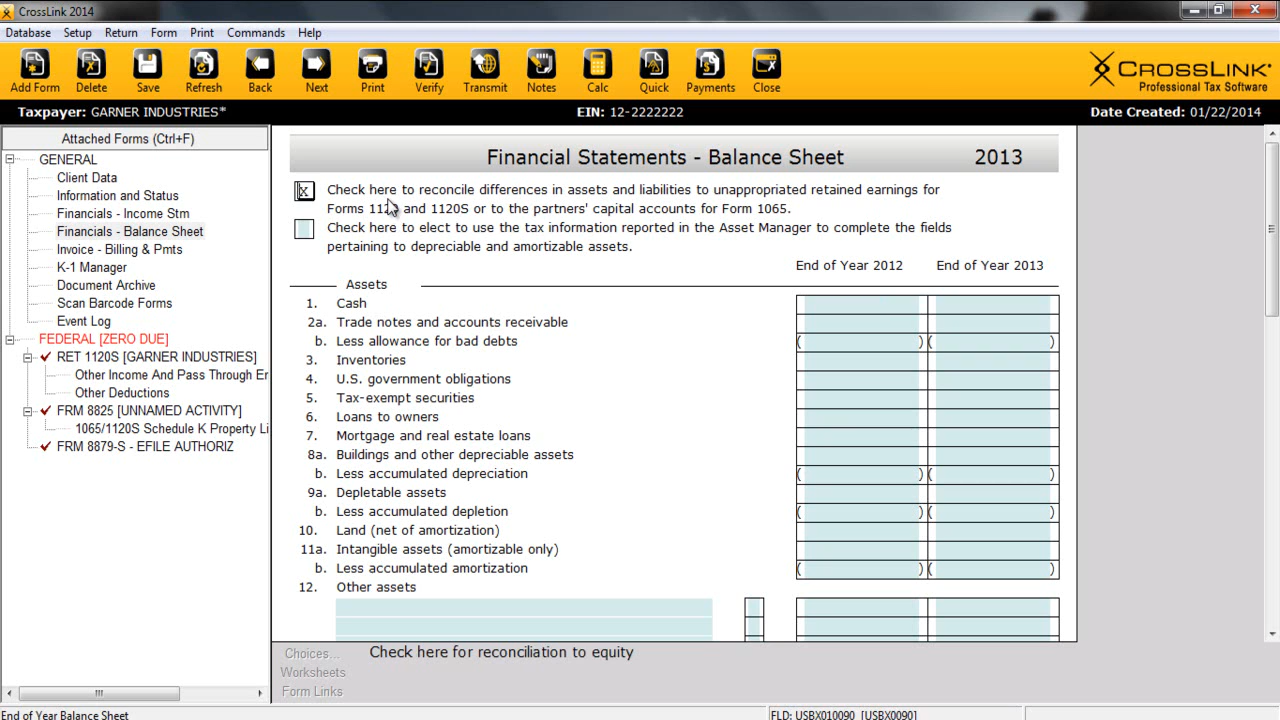 CrossLink 2014
Database Setup Return Form Print Commands Help
Add Form Delete Save Refresh Back Next Print Verify Transmit Notes Calc Quick Payments Close
CROSSLINK
Professional Tax Software
Taxpayer: GARNER INDUSTRIES* EIN: 12-2222222 Date Created: 01/22/2014
Attached Forms (Ctrl+F)
GENERAL
Client Data
Information and Status
Financials - Income Stm
Financials - Balance Sheet
Invoice - Billing & Pmts
K-1 Manager
Document Archive
Scan Barcode Forms
Event Log
FEDERAL [ZERO DUE]
RET 1120S [GARNER INDUSTRIES]
Other Income And Pass Through Er
Other Deductions
FRM 8825 [UNNAMED ACTIVITY]
1065/1120S Schedule K Property Li
FRM 8879-S - EFILE AUTHORIZ
Financial Statements - Balance Sheet 2013
X Check here to reconcile differences in assets and liabilities to unappropriated retained earnings for
Forms 1120 and 1120S or to the partners' capital accounts for Form 1065.
Check here to elect to use the tax information reported in the Asset Manager to complete the fields
pertaining to depreciable and amortizable assets.
End of Year 2012 End of Year 2013
Assets
1. Cash
2a. Trade notes and accounts receivable
b. Less allowance for bad debts ( ) ( )
3. Inventories
4. U.S. government obligations
5. Tax-exempt securities
6. Loans to owners
7. Mortgage and real estate loans
8a. Buildings and other depreciable assets
b. Less accumulated depreciation ( ) ( )
9a. Depletable assets
b. Less accumulated depletion ( ) ( )
10. Land (net of amortization)
11a. Intangible assets (amortizable only)
b. Less accumulated amortization ( ) ( )
12. Other assets
Choices... Check here for reconciliation to equity
Worksheets
Form Links
End of Year Balance Sheet FLD: USBX010090 [USBX0090]